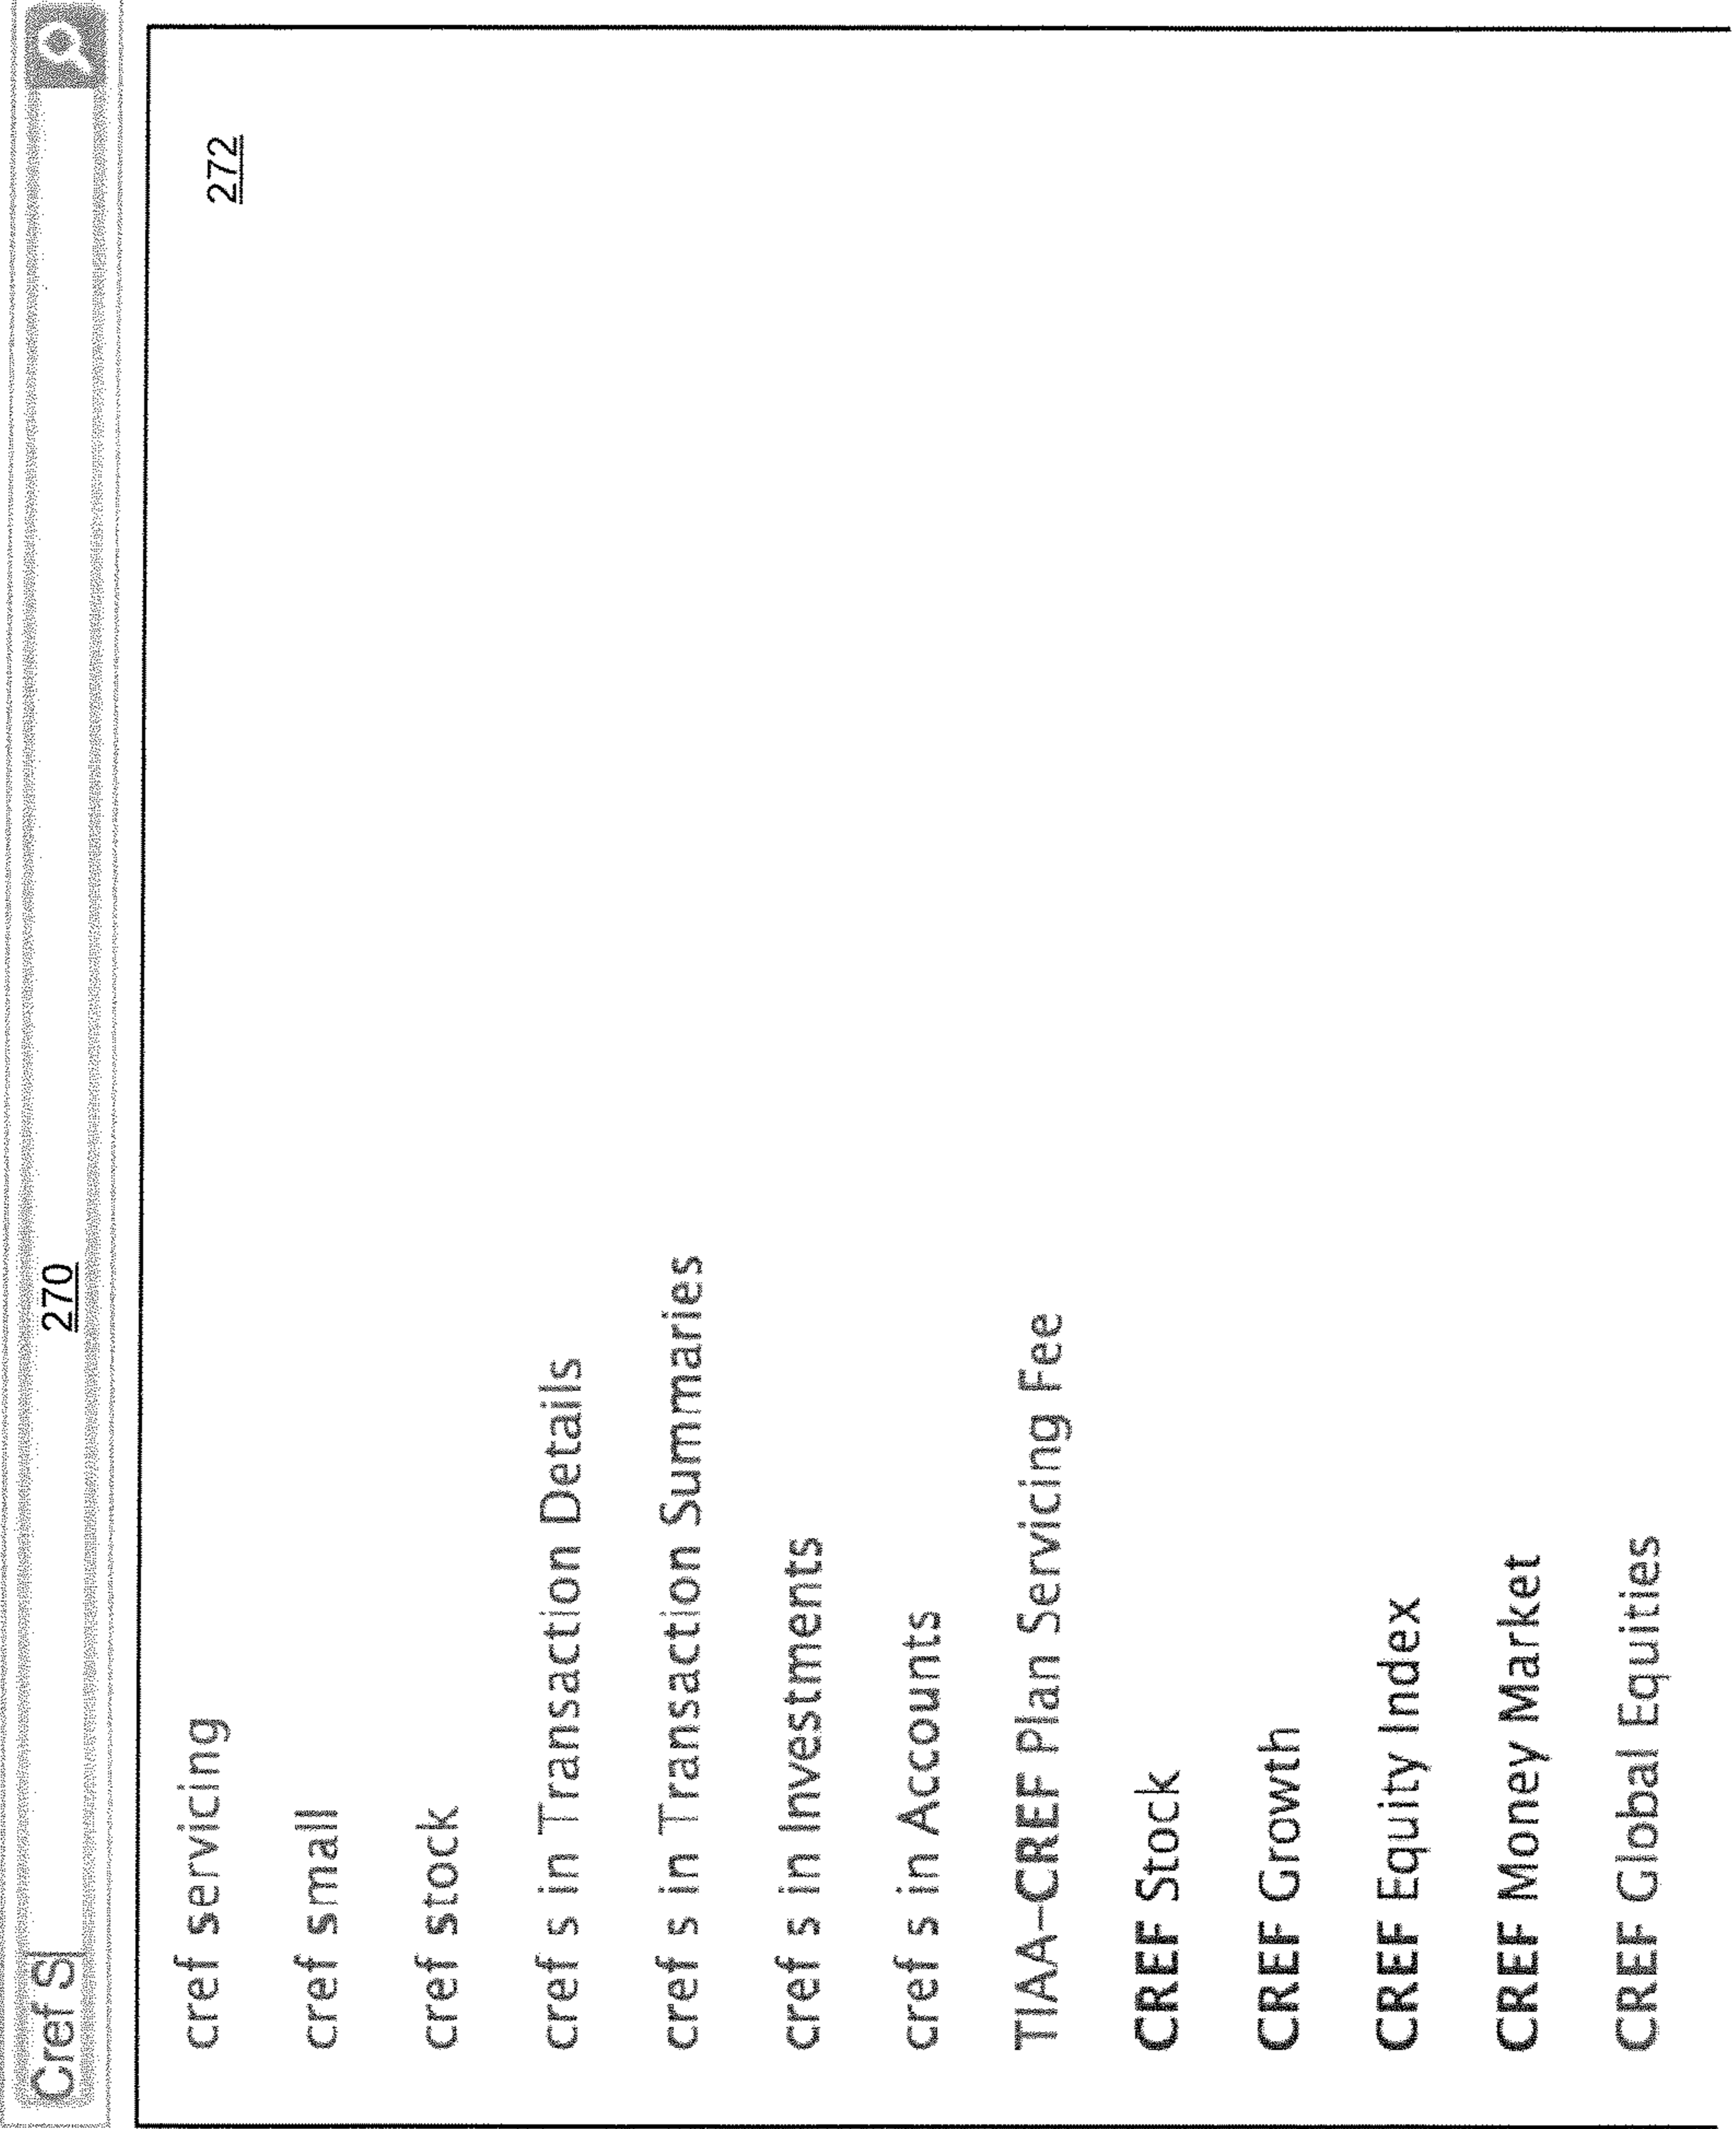 Cref S 270
272
cref servicing
cref small
cref stock
cref s in Transaction Details
cref s in Transaction Summaries
cref s in Investments
cref s in Accounts
TIAA-CREF Plan Servicing Fee
CREF Stock
CREF Growth
CREF Equity Index
CREF Money Market
CREF Global Equities